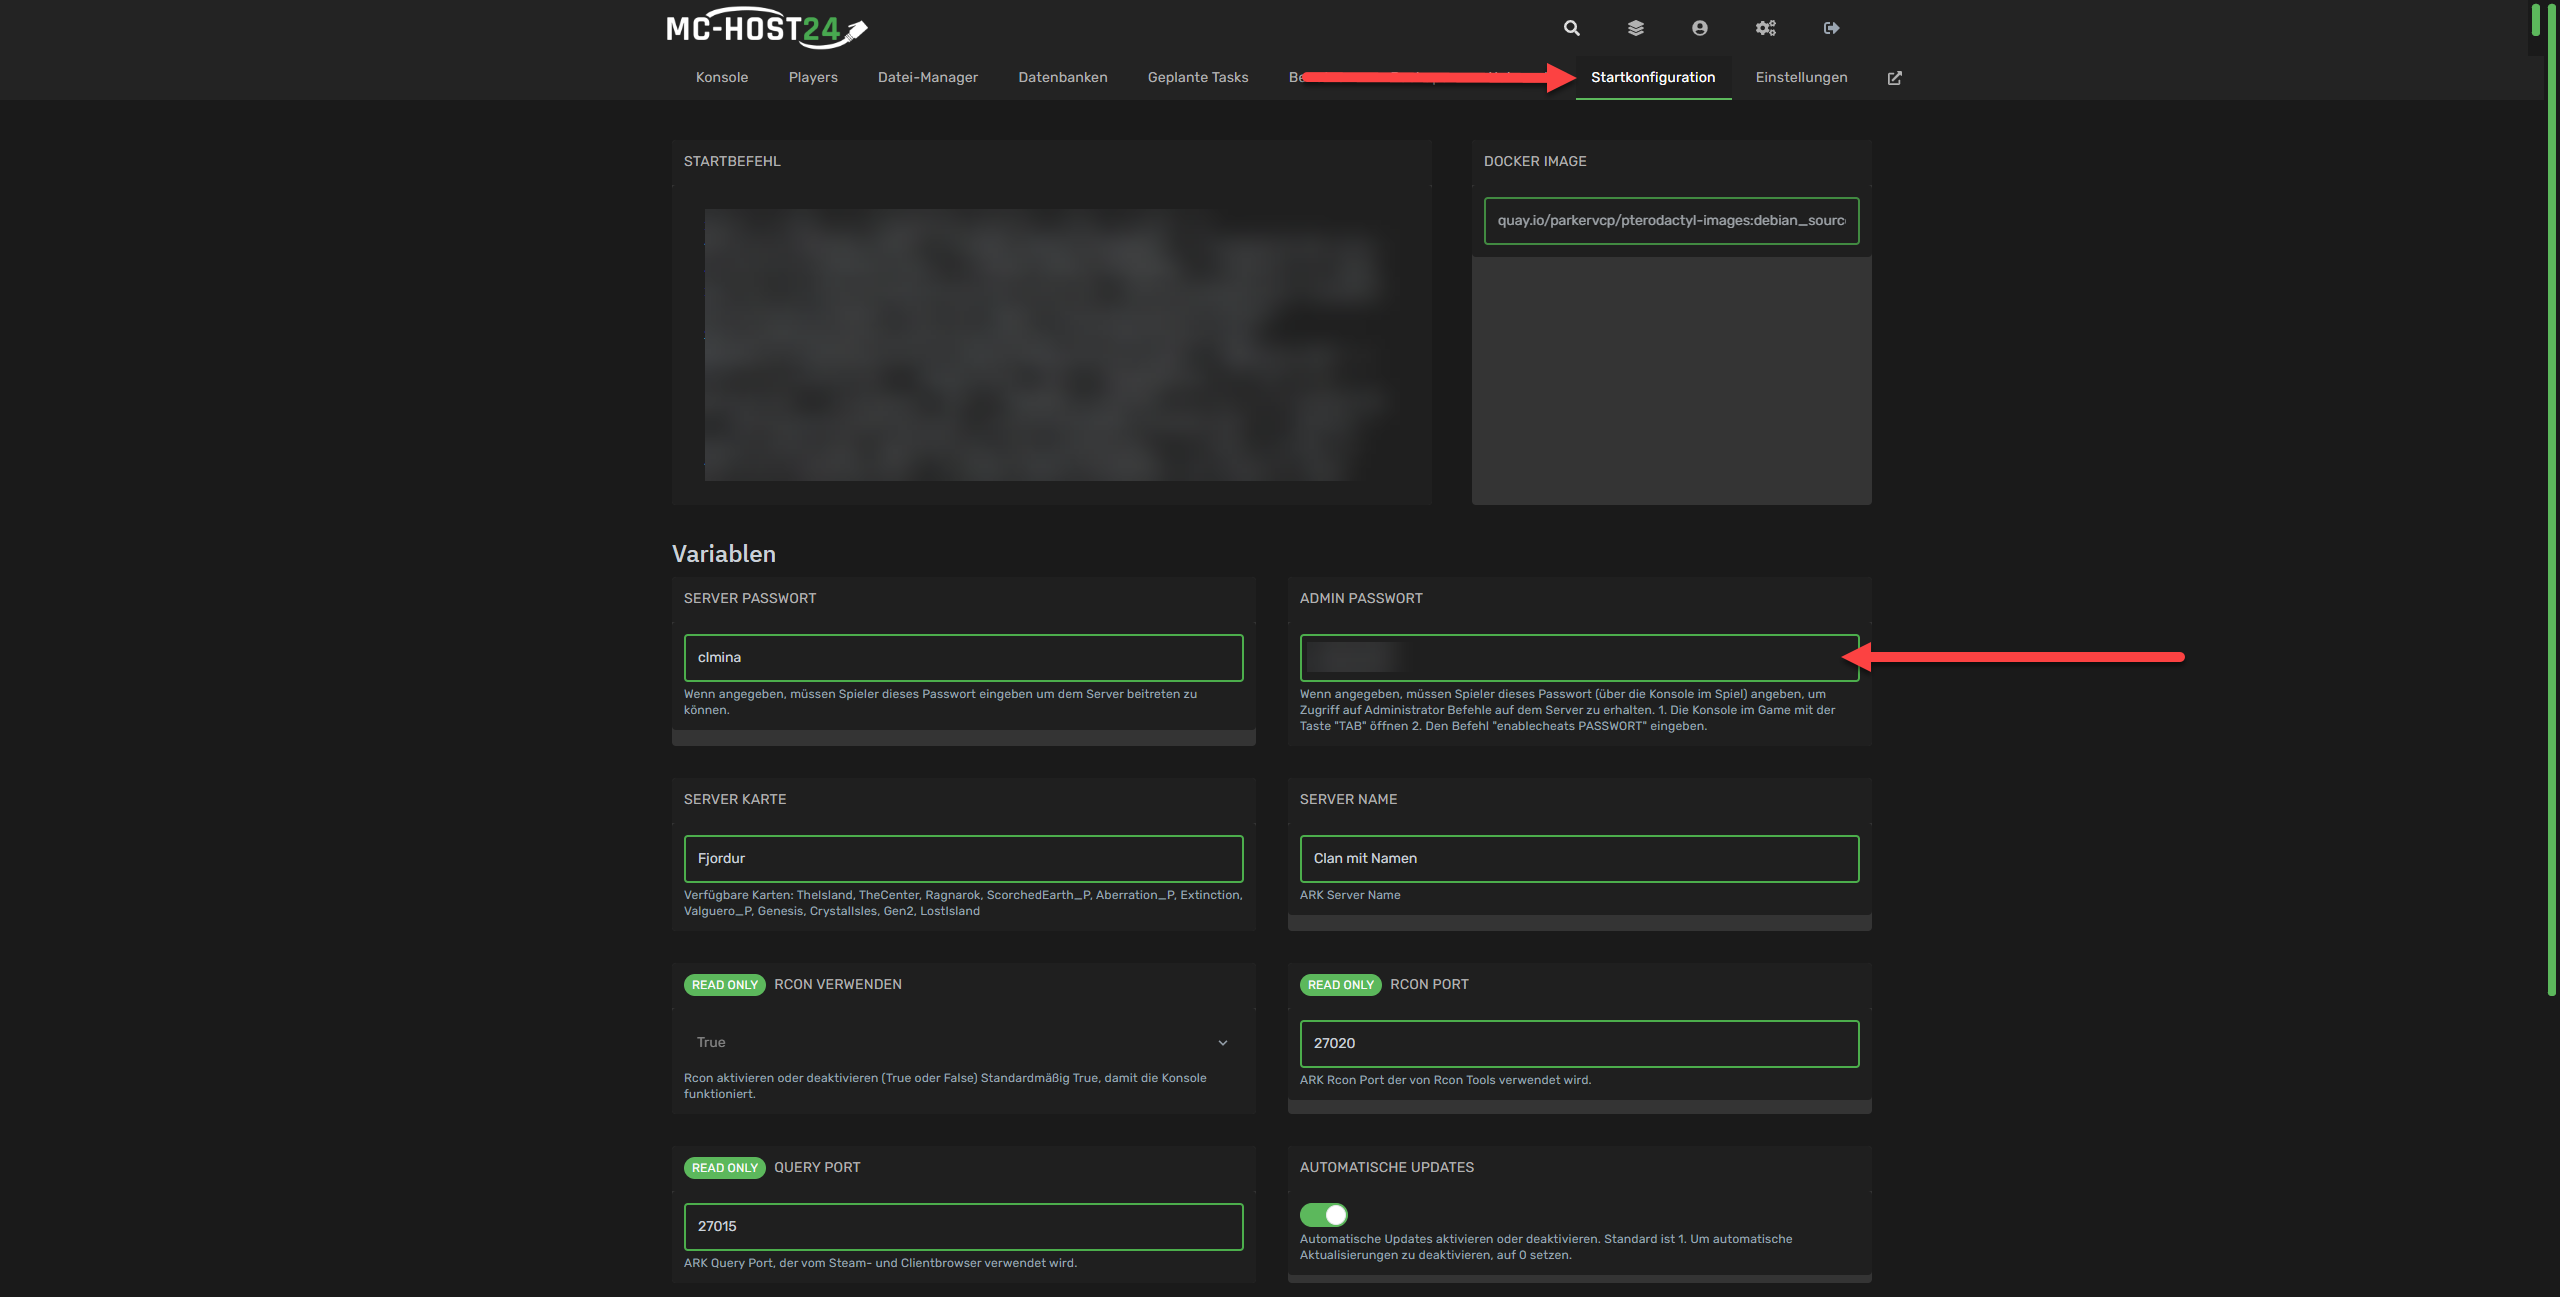 MC-HOST24
Konsole Players Datei-Manager Datenbanken Geplante Tasks Startkonfiguration Einstellungen
STARTBEFEHL
DOCKER IMAGE
quay.io/parkervcp/pterodactyl-images:debian_sourc
Variablen
SERVER PASSWORT
clmina
Wenn angegeben, müssen Spieler dieses Passwort eingeben um dem Server beitreten zu
können.
ADMIN PASSWORT
Wenn angegeben, müssen Spieler dieses Passwort (über die Konsole im Spiel) angeben, um
Zugriff auf Administrator Befehle auf dem Server zu erhalten. 1. Die Konsole im Game mit der
Taste "TAB" öffnen 2. Den Befehl "enablecheats PASSWORT" eingeben.
SERVER KARTE
Fjordur
Verfügbare Karten: TheIsland, TheCenter, Ragnarok, ScorchedEarth_P, Aberration_P, Extinction,
Valguero_P, Genesis, CrystalIsles, Gen2, LostIsland
SERVER NAME
Clan mit Namen
ARK Server Name
READ ONLY RCON VERWENDEN
True
Rcon aktivieren oder deaktivieren (True oder False) Standardmäßig True, damit die Konsole
funktioniert.
READ ONLY RCON PORT
27020
ARK Rcon Port der von Rcon Tools verwendet wird.
READ ONLY QUERY PORT
27015
ARK Query Port, der vom Steam- und Clientbrowser verwendet wird.
AUTOMATISCHE UPDATES
Automatische Updates aktivieren oder deaktivieren. Standard ist 1. Um automatische
Aktualisierungen zu deaktivieren, auf 0 setzen.